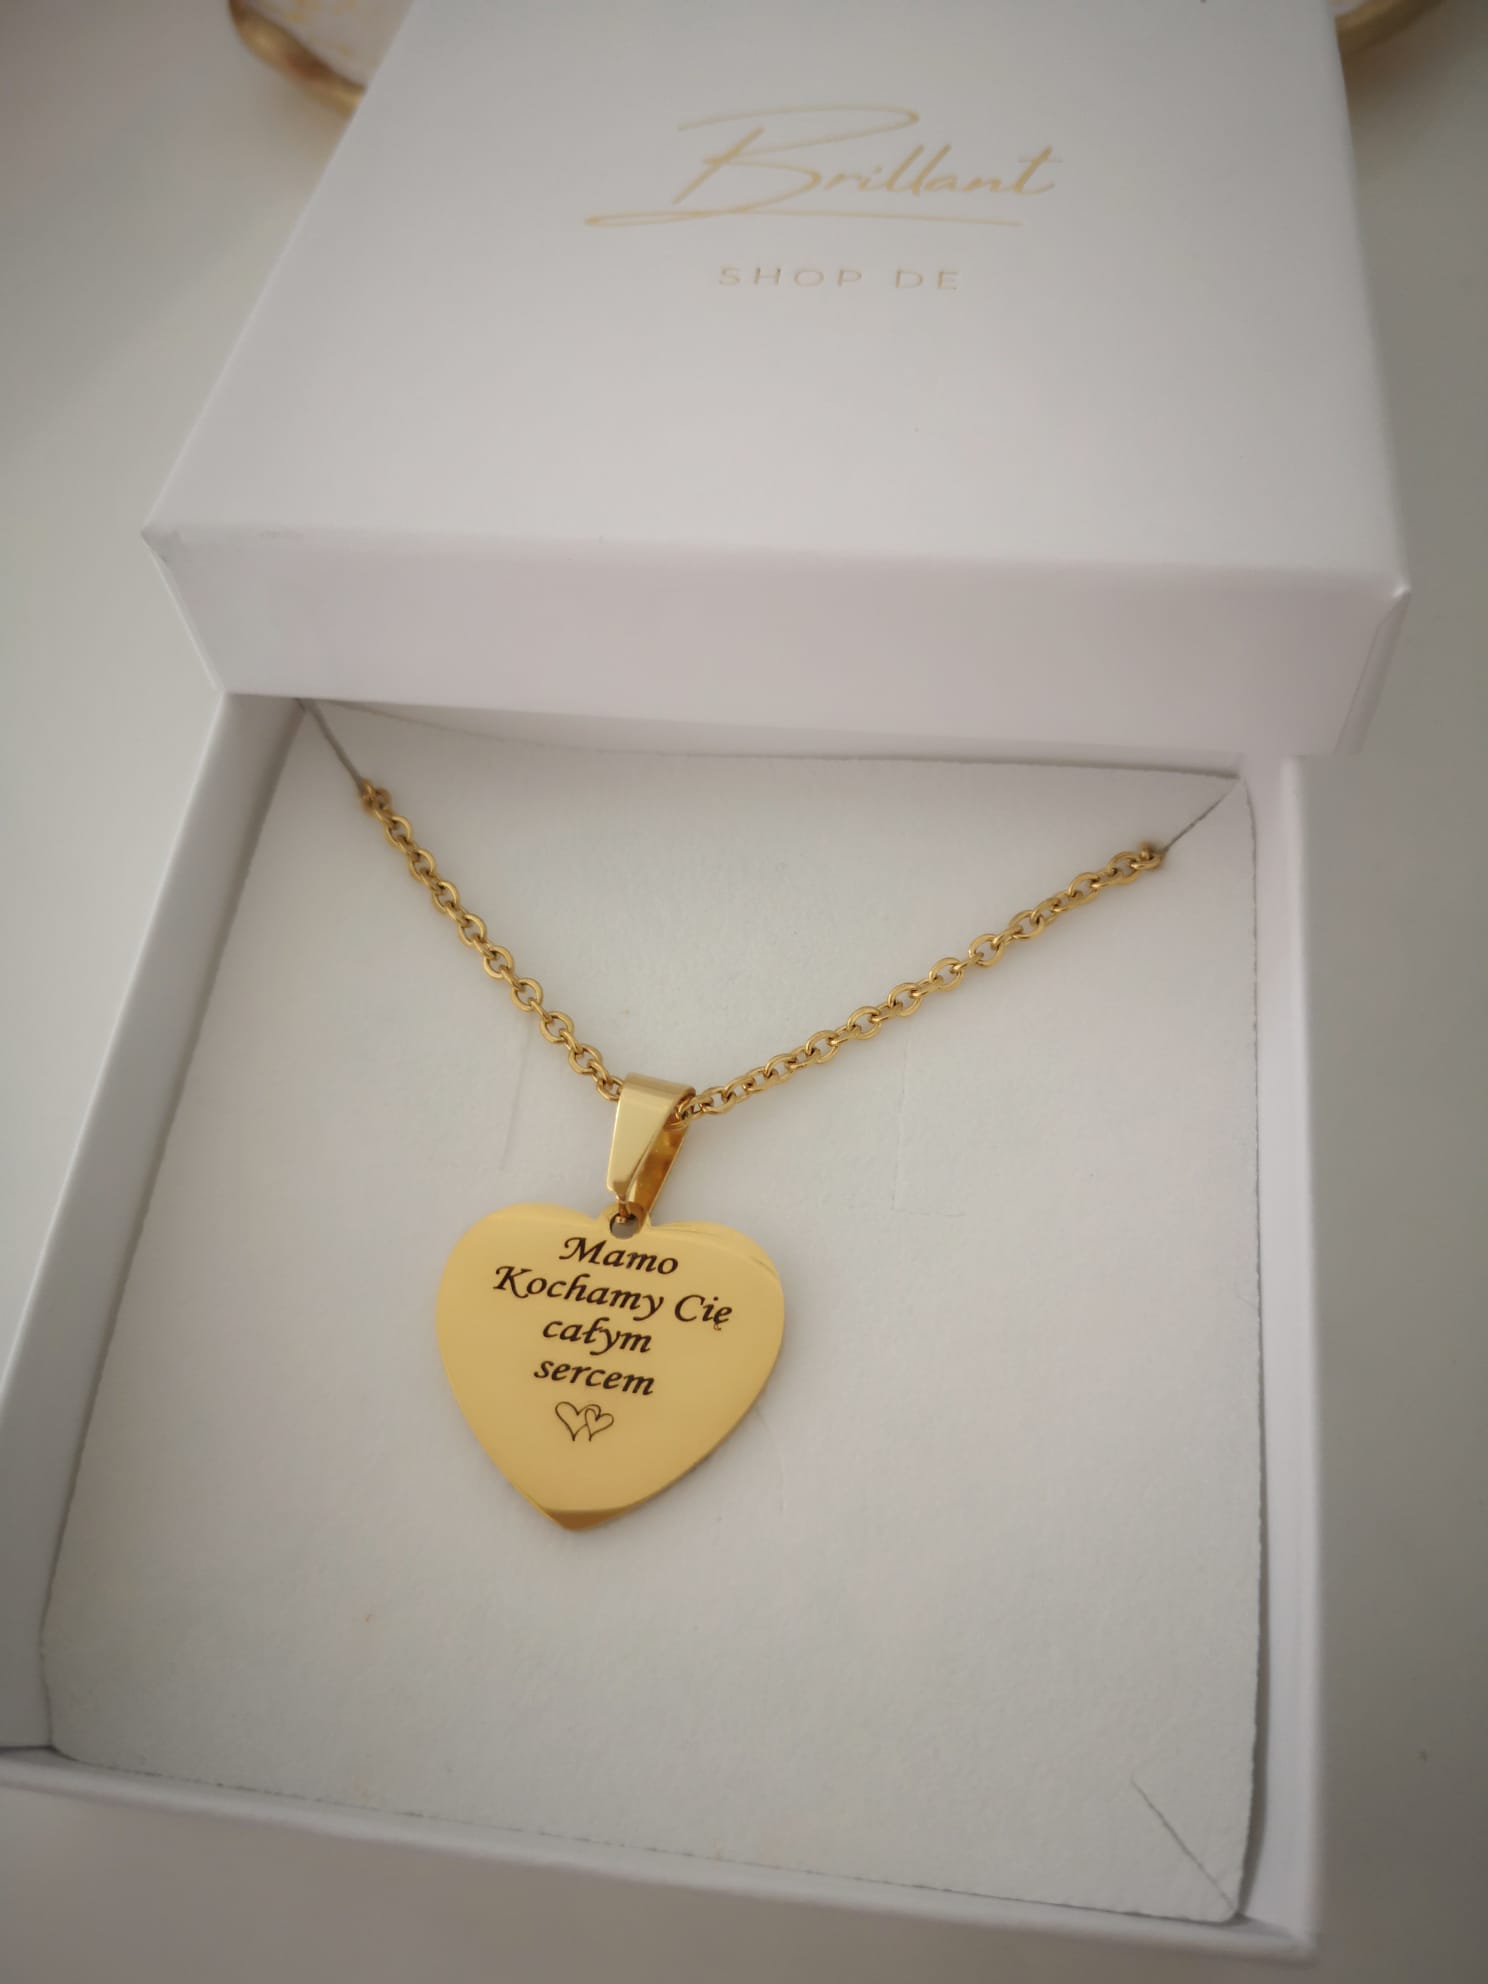 Brillant
SHOP DE
Mamo
Kochamy Cię
całym
sercem